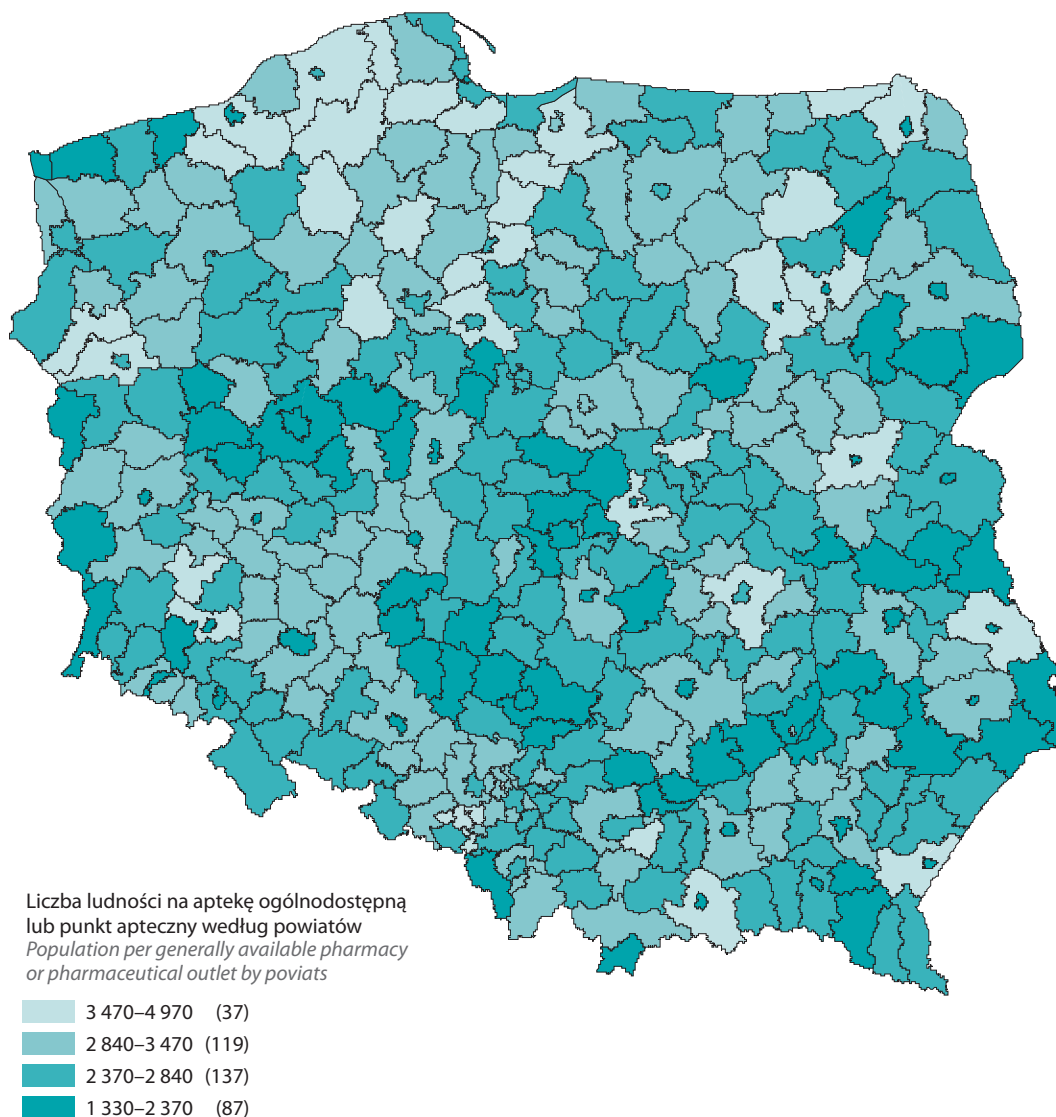 Liczba ludności na aptekę ogólnodostępną
lub punkt apteczny według powiatów
Population per generally available pharmacy
or pharmaceutical outlet by poviats
3 470–4 970 (37)
2 840–3 470 (119)
2 370–2 840 (137)
1 330–2 370 (87)